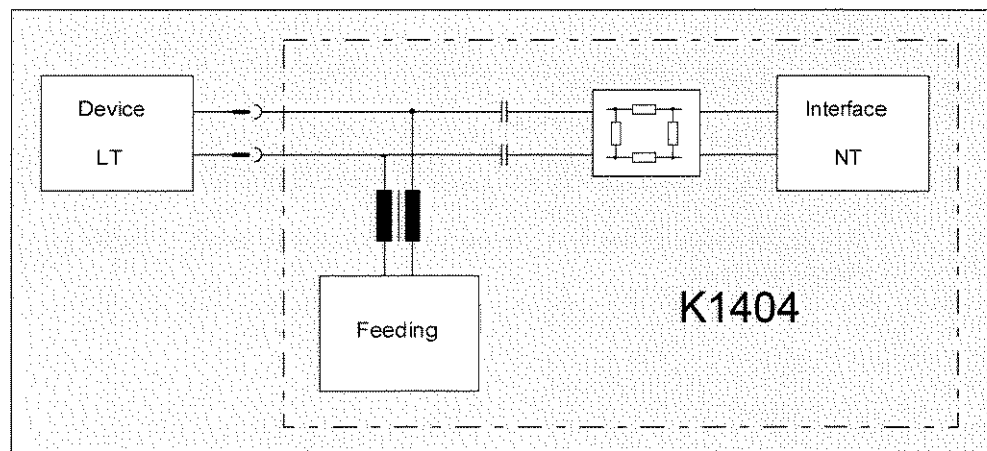 Device
LT
Interface
NT
Feeding
K1404